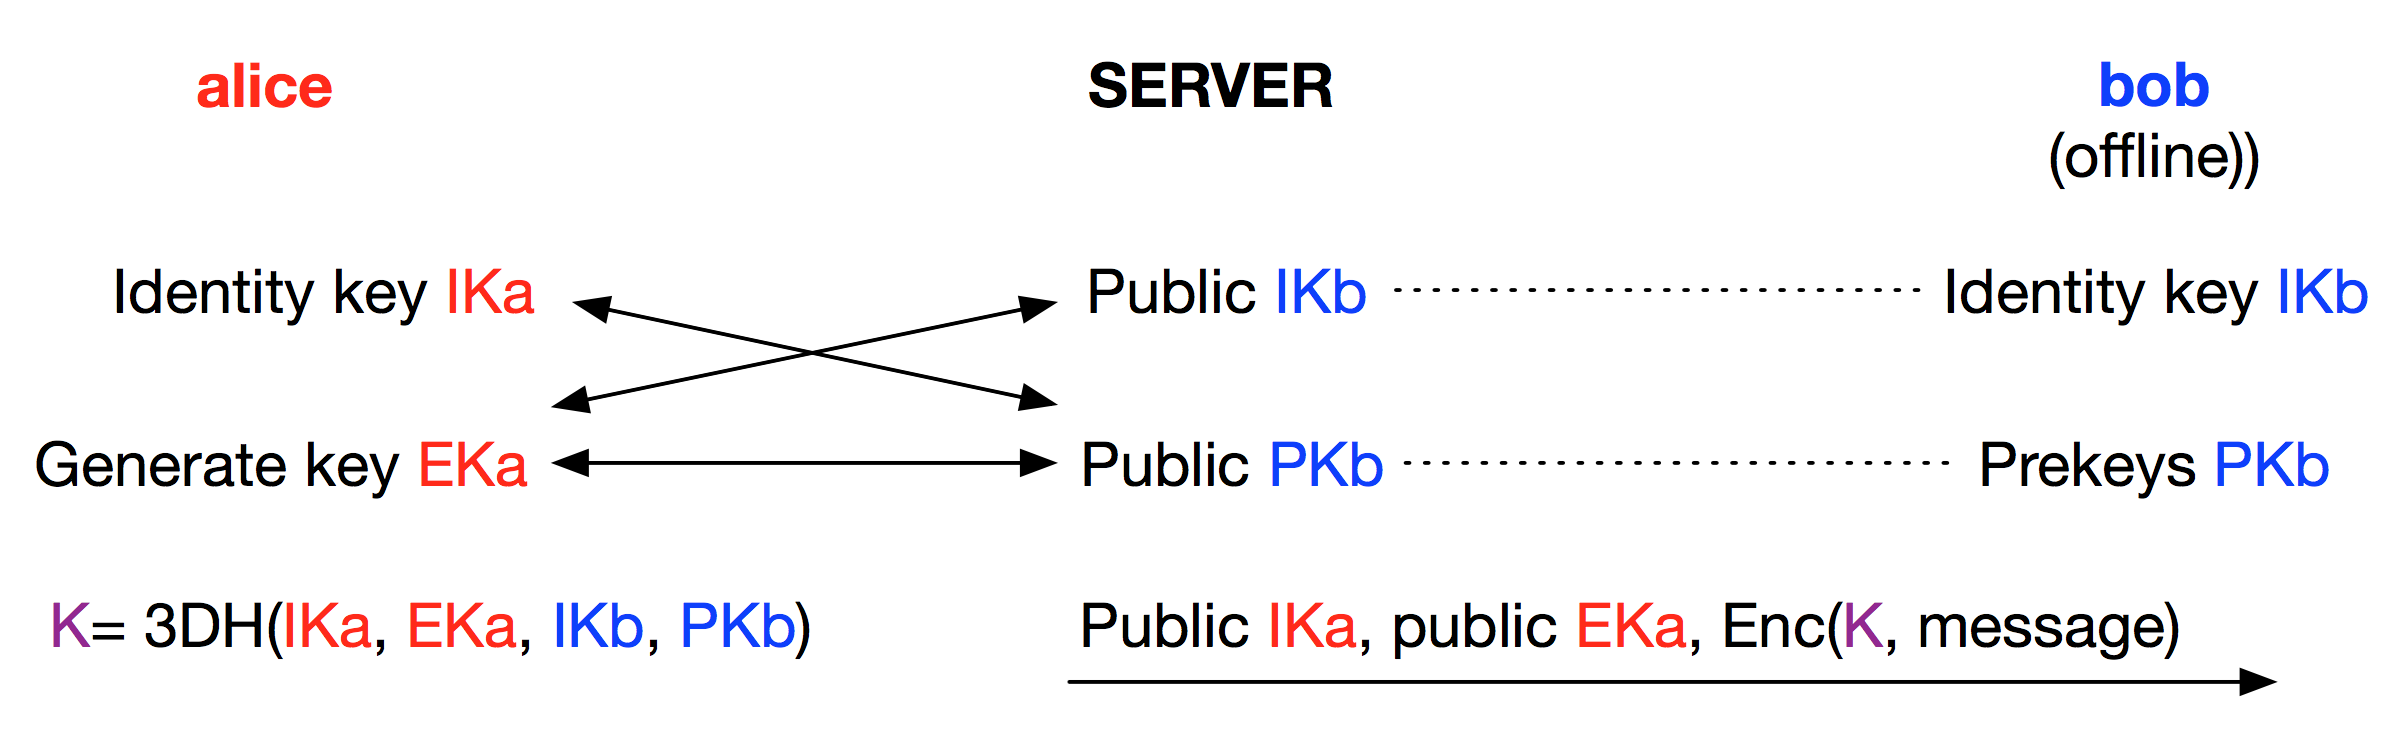 alice SERVER bob
(offline))
Identity key IKa Public IKb Identity key IKb
Generate key EKa Public PKb Prekeys PKb
K= 3DH(IKa, EKa, IKb, PKb) Public IKa, public EKa, Enc(K, message)